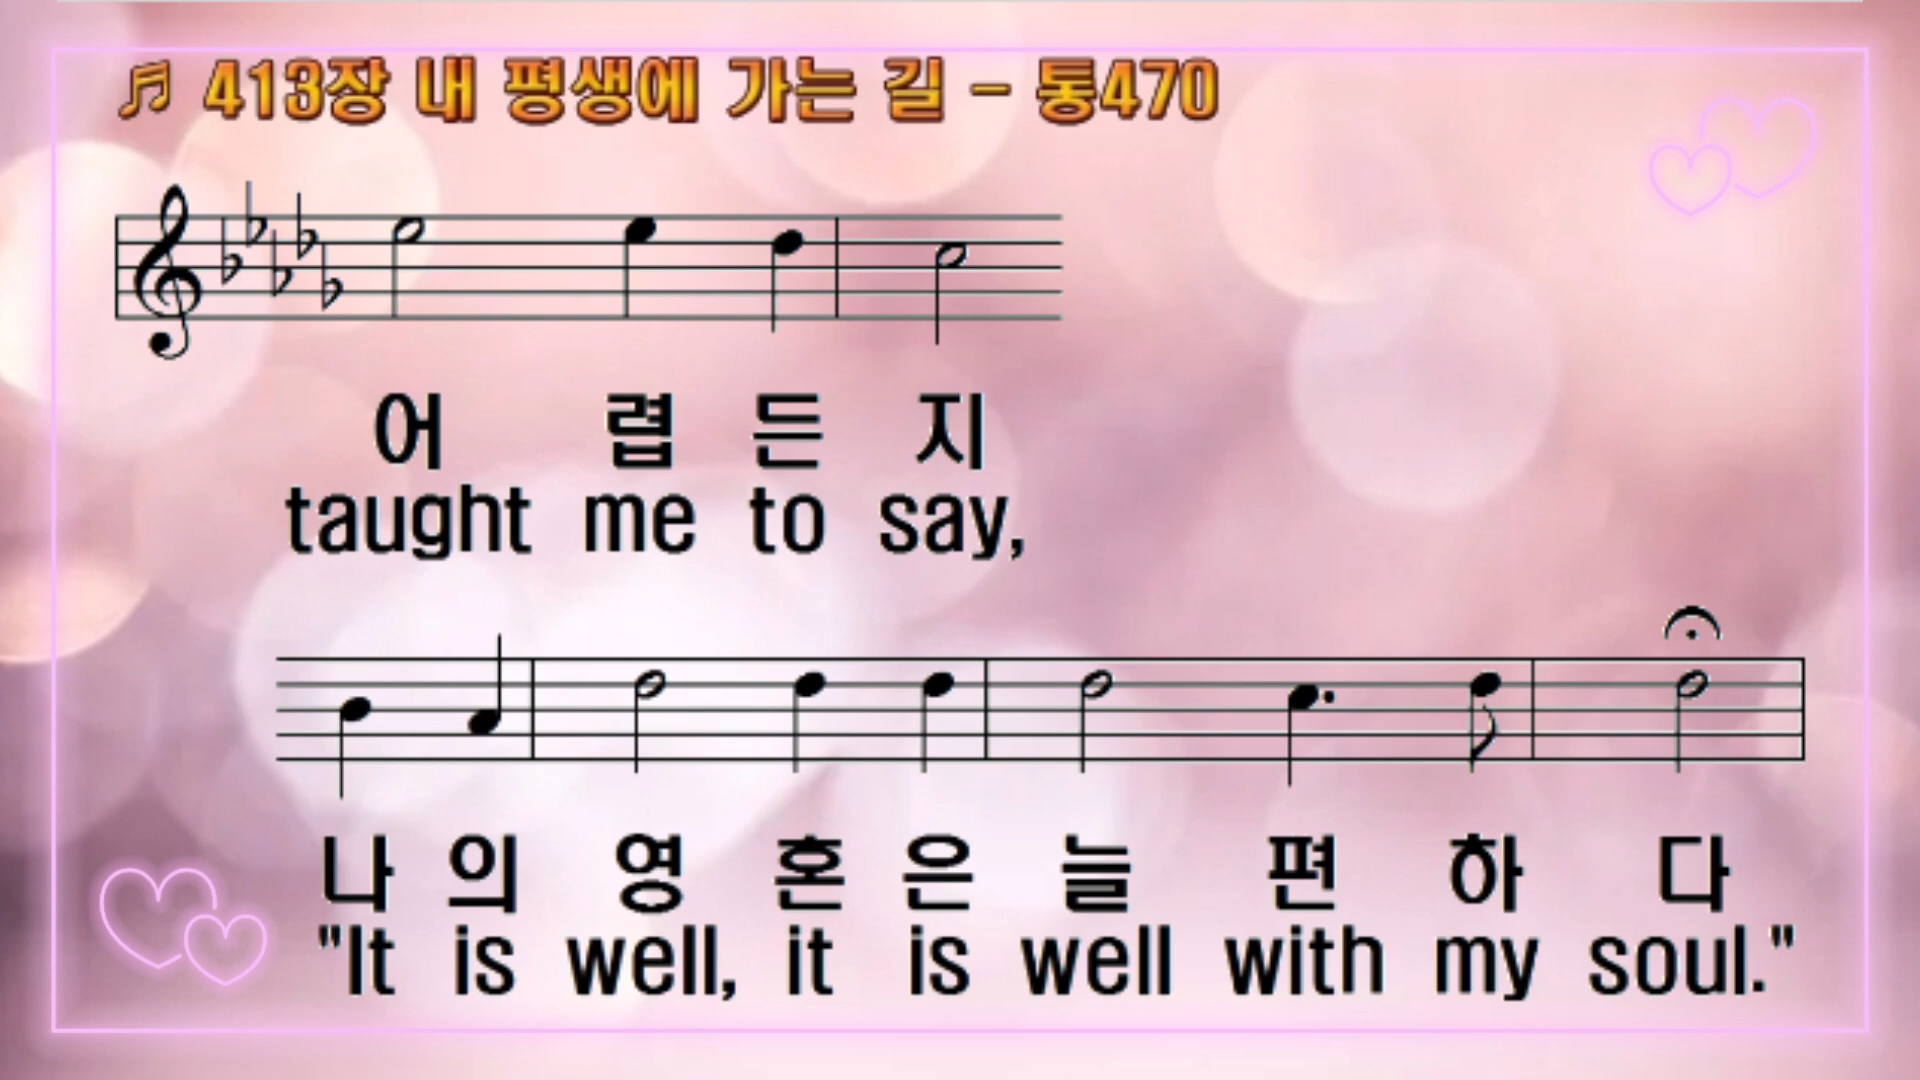 ♬ 413장 내 평생에 가는 길 - 통470
어 렵 든 지
taught me to say,
나 의 영 혼 은 늘 편 하 다
"It is well, it is well with my soul."